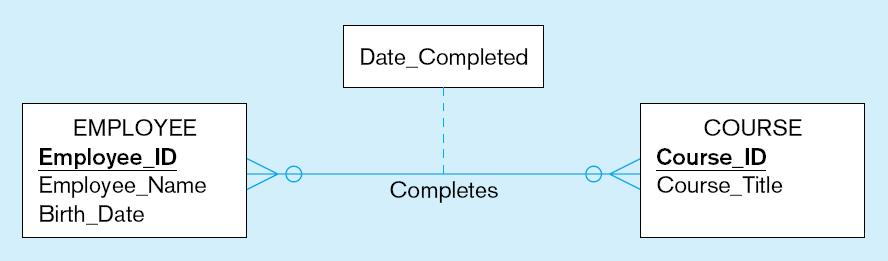 Date_Completed
EMPLOYEE
Employee_ID
Employee_Name
Birth_Date
Completes
COURSE
Course_ID
Course_Title